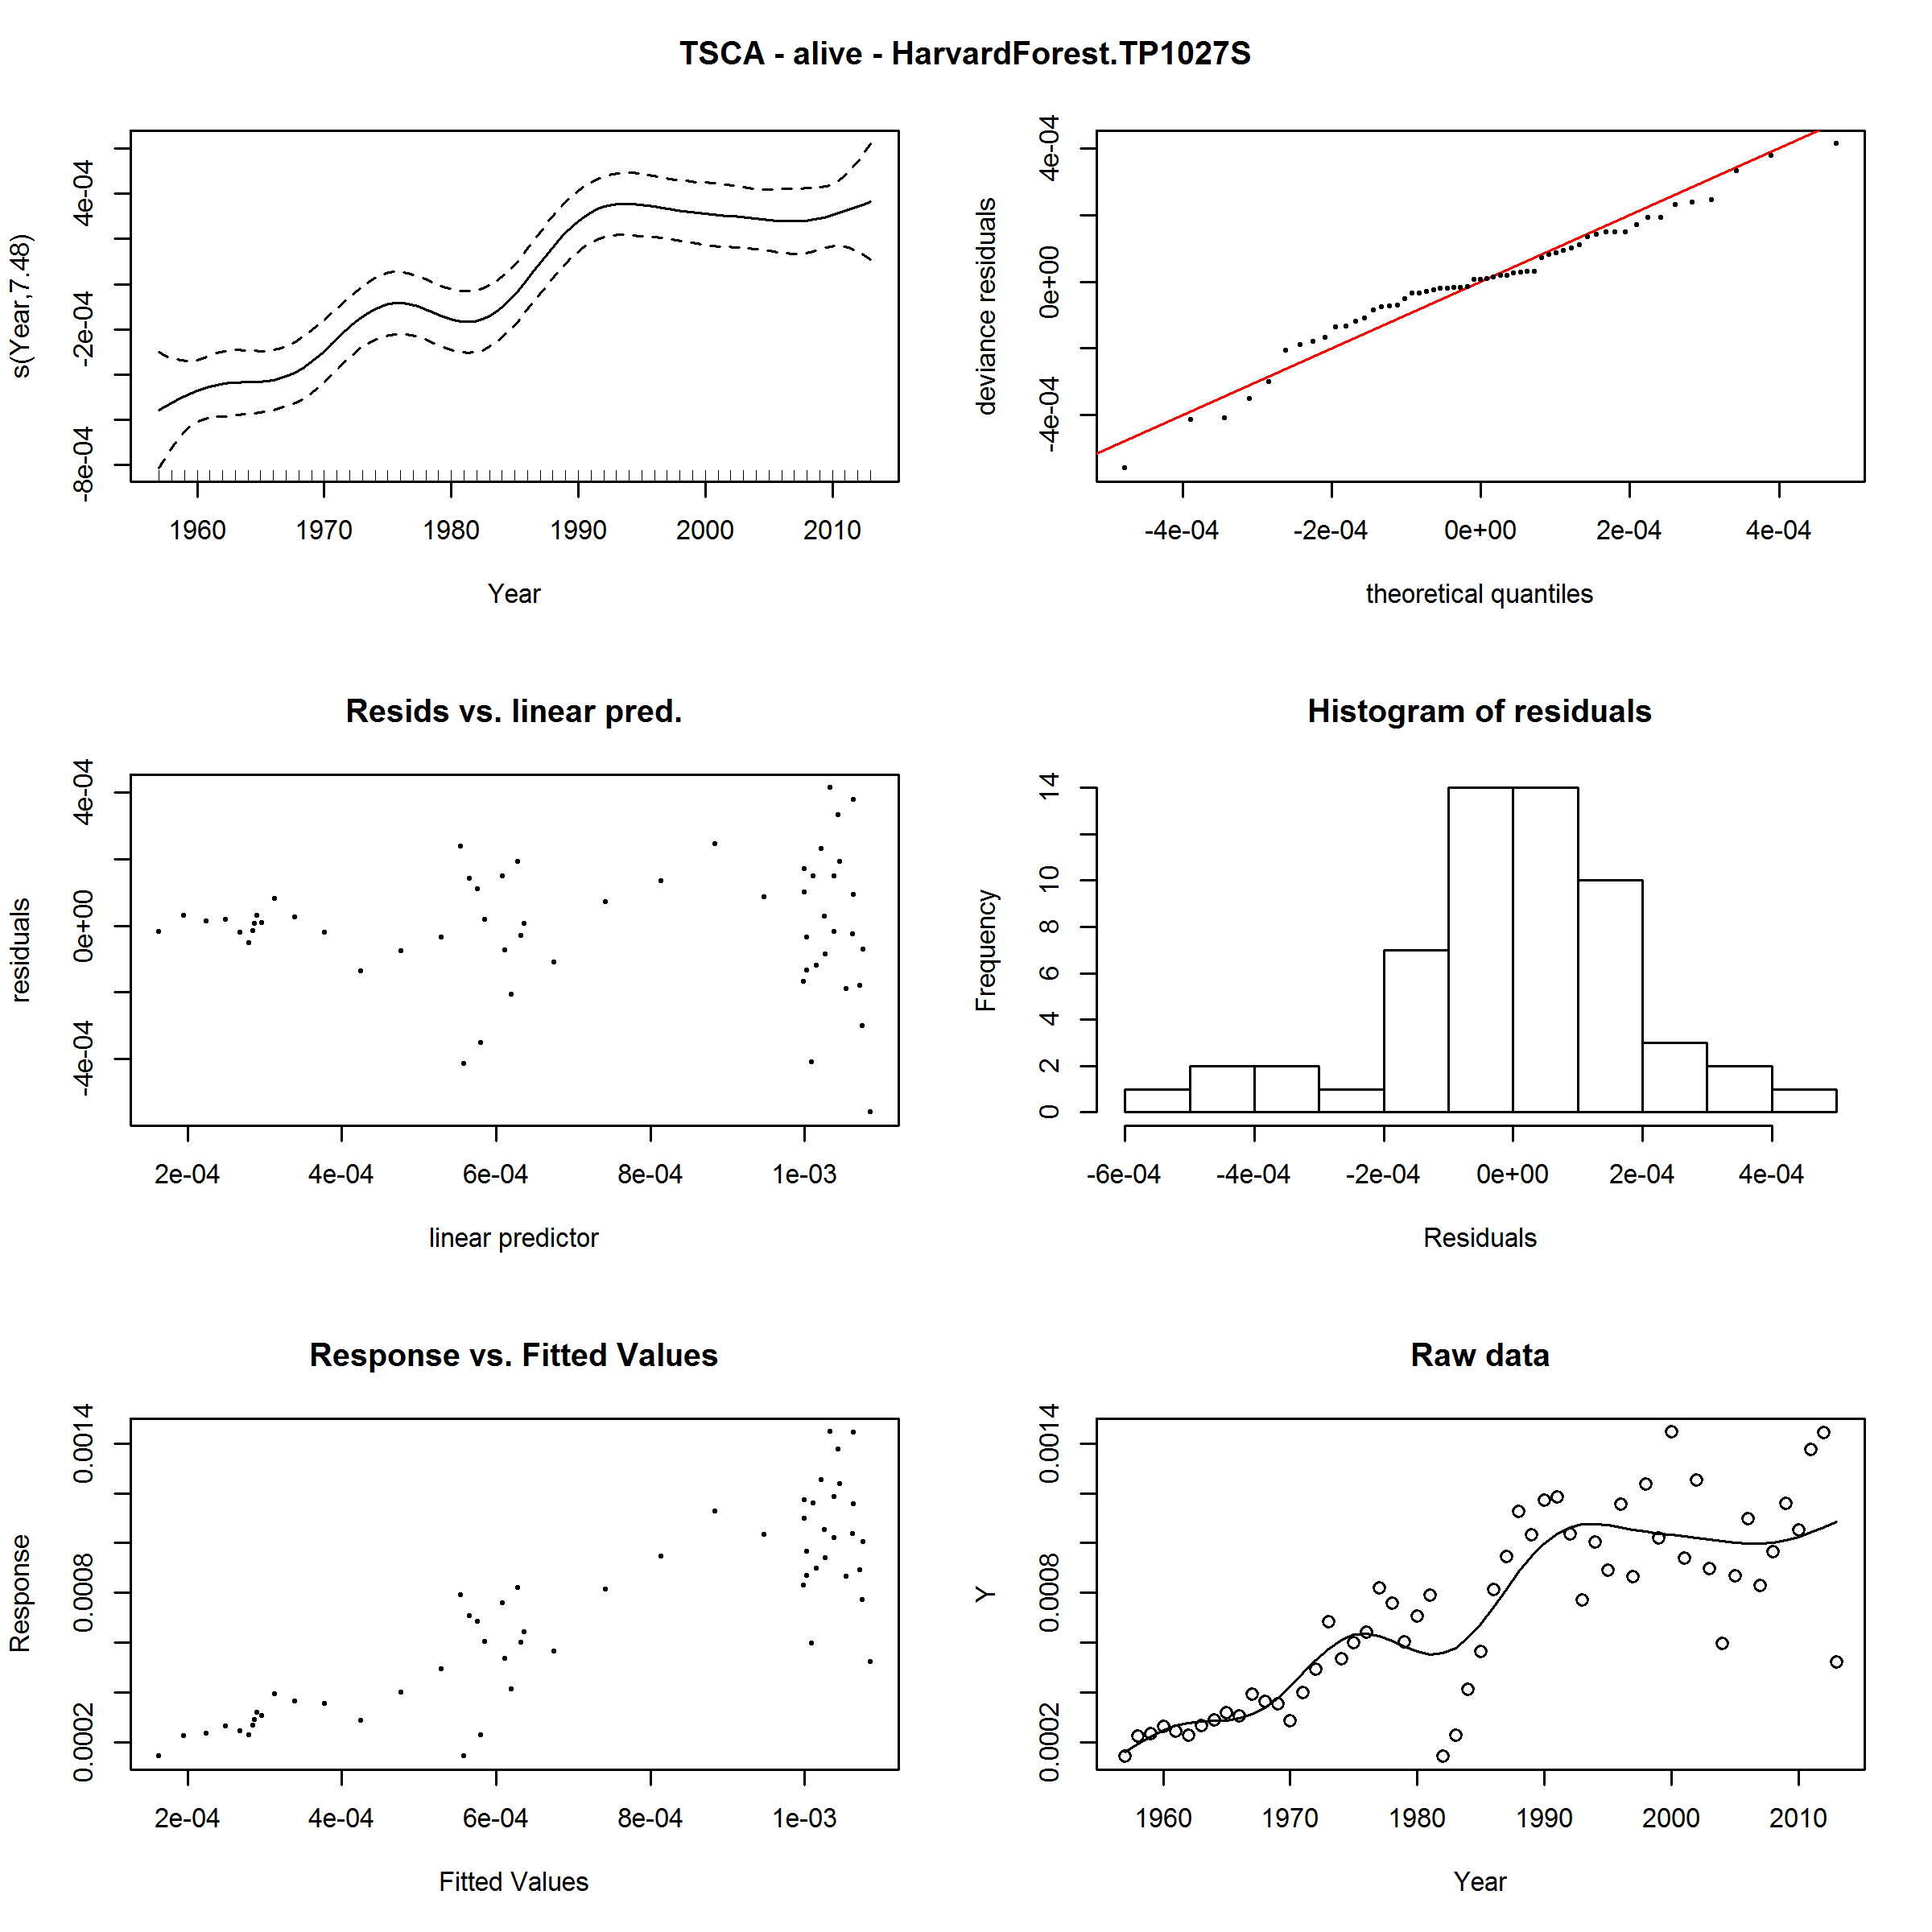 TSCA - alive - HarvardForest.TP1027S
s(Year,7.48)
-8e-04 -2e-04 4e-04
1960 1970 1980 1990 2000 2010
Year
deviance residuals
-4e-04 0e+00 4e-04
-4e-04 -2e-04 0e+00 2e-04 4e-04
theoretical quantiles
Resids vs. linear pred.
residuals
-4e-04 0e+00 4e-04
2e-04 4e-04 6e-04 8e-04 1e-03
linear predictor
Histogram of residuals
Frequency
0 2 4 6 8 10 14
-6e-04 -4e-04 -2e-04 0e+00 2e-04 4e-04
Residuals
Response vs. Fitted Values
Response
0.0002 0.0008 0.0014
2e-04 4e-04 6e-04 8e-04 1e-03
Fitted Values
Raw data
Y
0.0002 0.0008 0.0014
1960 1970 1980 1990 2000 2010
Year